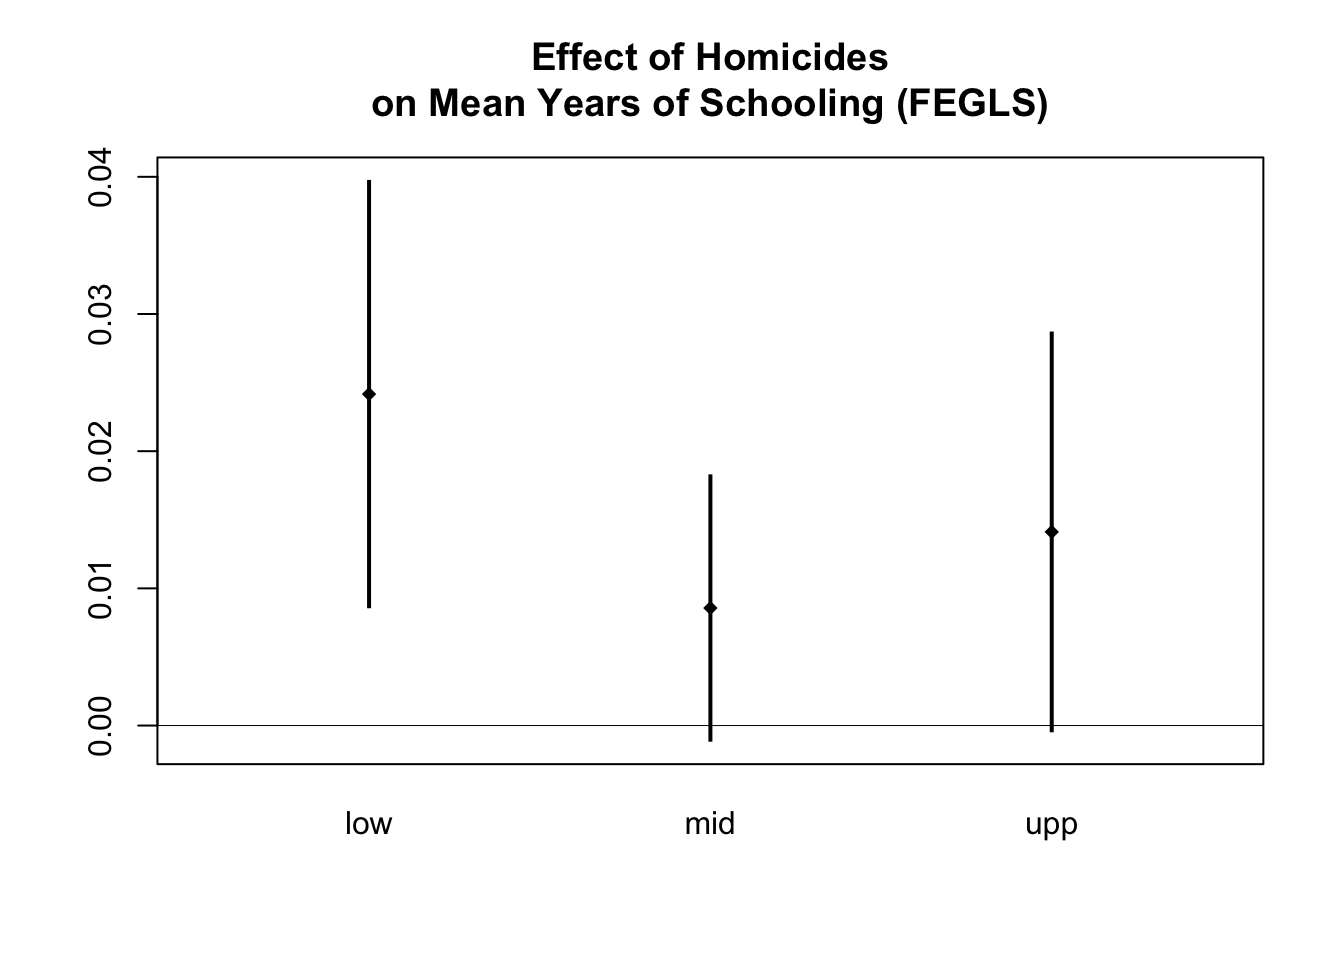 Effect of Homicides
on Mean Years of Schooling (FEGLS)
0.04
0.03
0.02
0.01
0.00
low mid upp